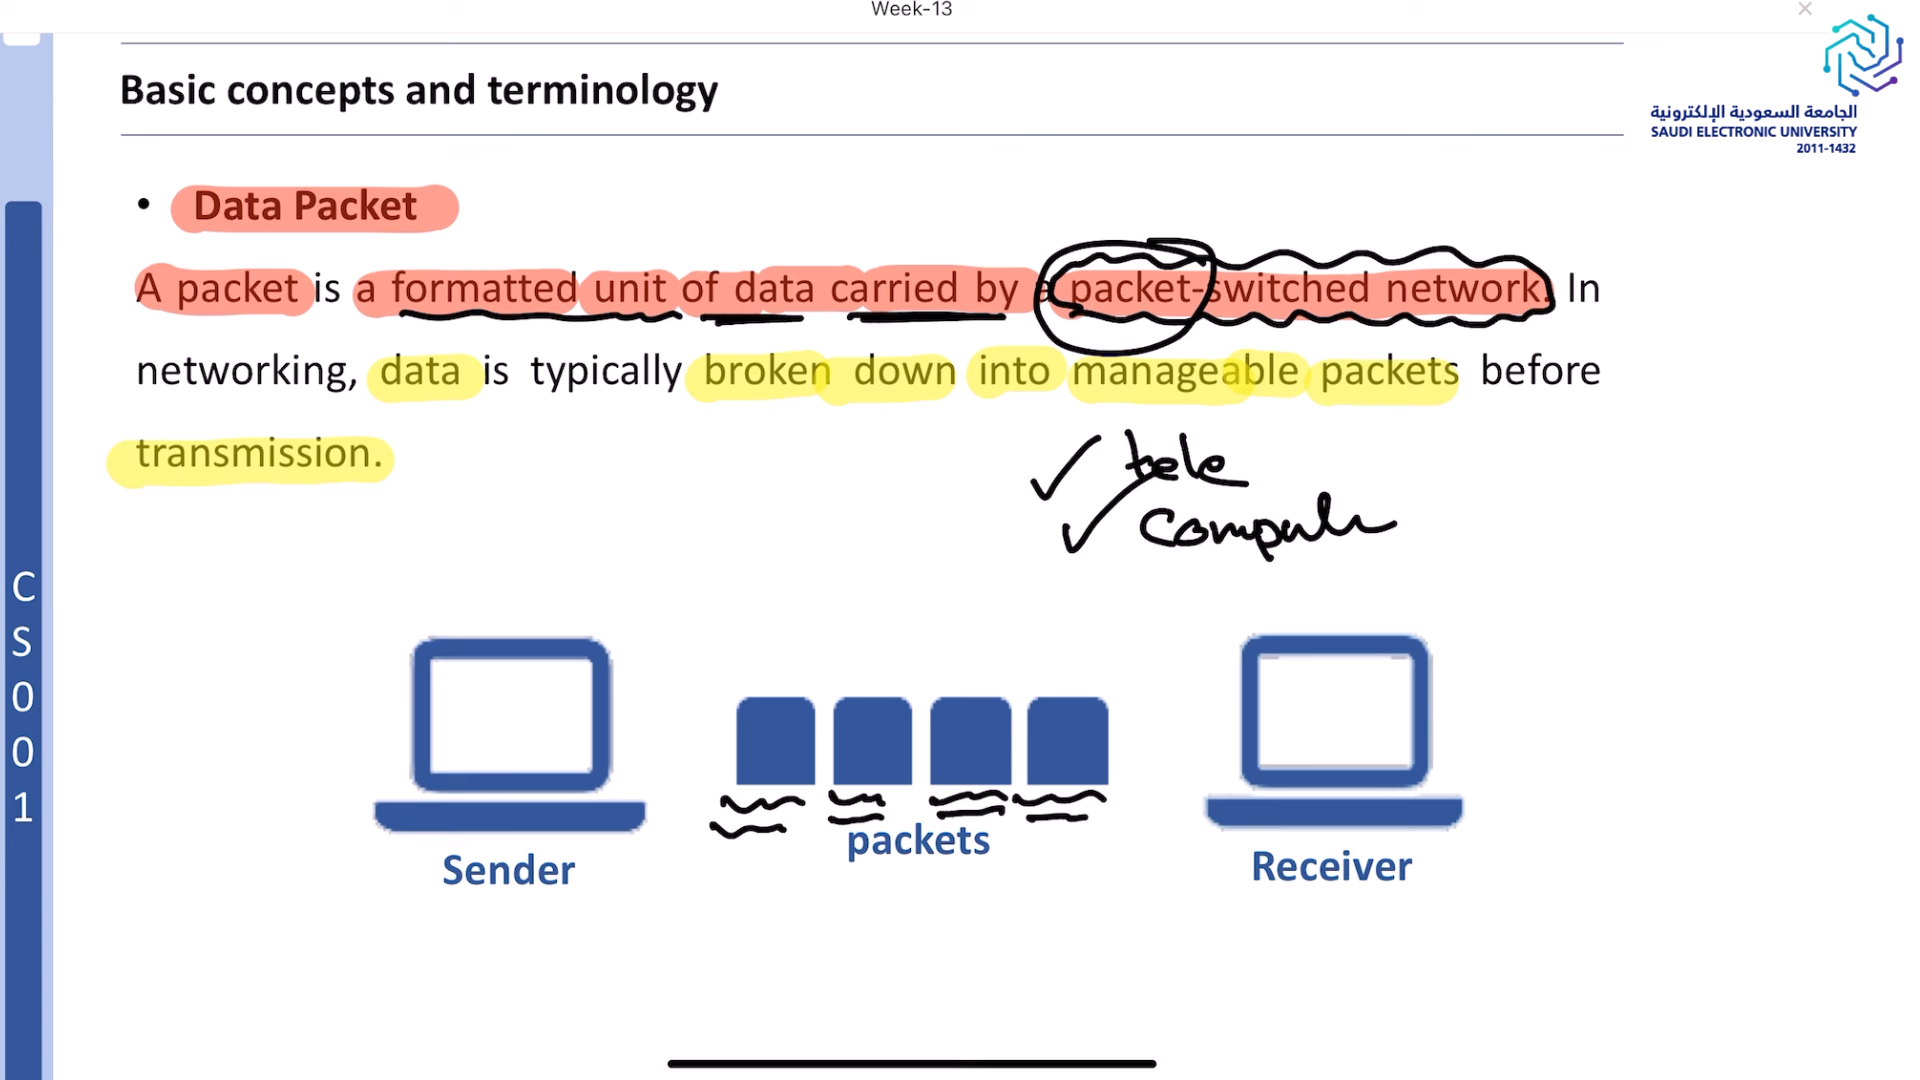 Week-13
Basic concepts and terminology
الجامعة السعودية الإلكترونية
SAUDI ELECTRONIC UNIVERSITY
2011-1432
• Data Packet
A packet is a formatted unit of data carried by a packet-switched network. In
networking, data is typically broken down into manageable packets before
transmission.
tele
Sender
packets
Receiver
CS001